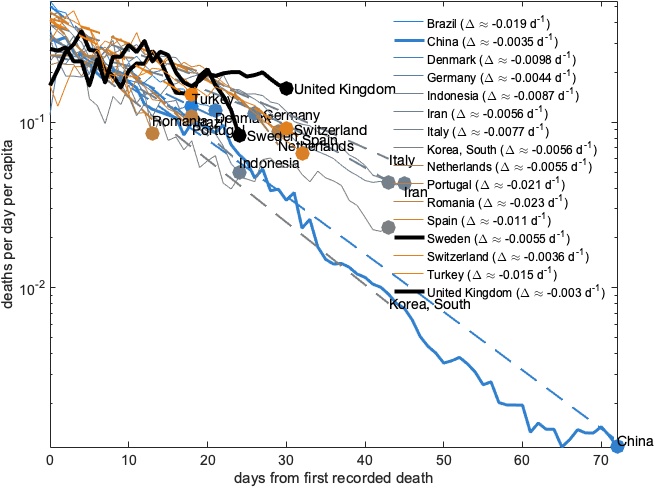 Brazil (Δ ≈ -0.019 d⁻¹)
China (Δ ≈ -0.0035 d⁻¹)
Denmark (Δ ≈ -0.0098 d⁻¹)
Germany (Δ ≈ -0.0044 d⁻¹)
Indonesia (Δ ≈ -0.0087 d⁻¹)
Iran (Δ ≈ -0.0056 d⁻¹)
Italy (Δ ≈ -0.0077 d⁻¹)
Korea, South (Δ ≈ -0.0056 d⁻¹)
Netherlands (Δ ≈ -0.0055 d⁻¹)
Portugal (Δ ≈ -0.021 d⁻¹)
Romania (Δ ≈ -0.023 d⁻¹)
Spain (Δ ≈ -0.011 d⁻¹)
Sweden (Δ ≈ -0.0055 d⁻¹)
Switzerland (Δ ≈ -0.0036 d⁻¹)
Turkey (Δ ≈ -0.015 d⁻¹)
United Kingdom (Δ ≈ -0.003 d⁻¹)
United Kingdom
Turkey
Denmark
Germany
Romania
Portugal
Sweden
Switzerland
Spain
Netherlands
Indonesia
Italy
Iran
Korea, South
China
10⁻¹
10⁻²
deaths per day per capita
0 10 20 30 40 50 60 70
days from first recorded death